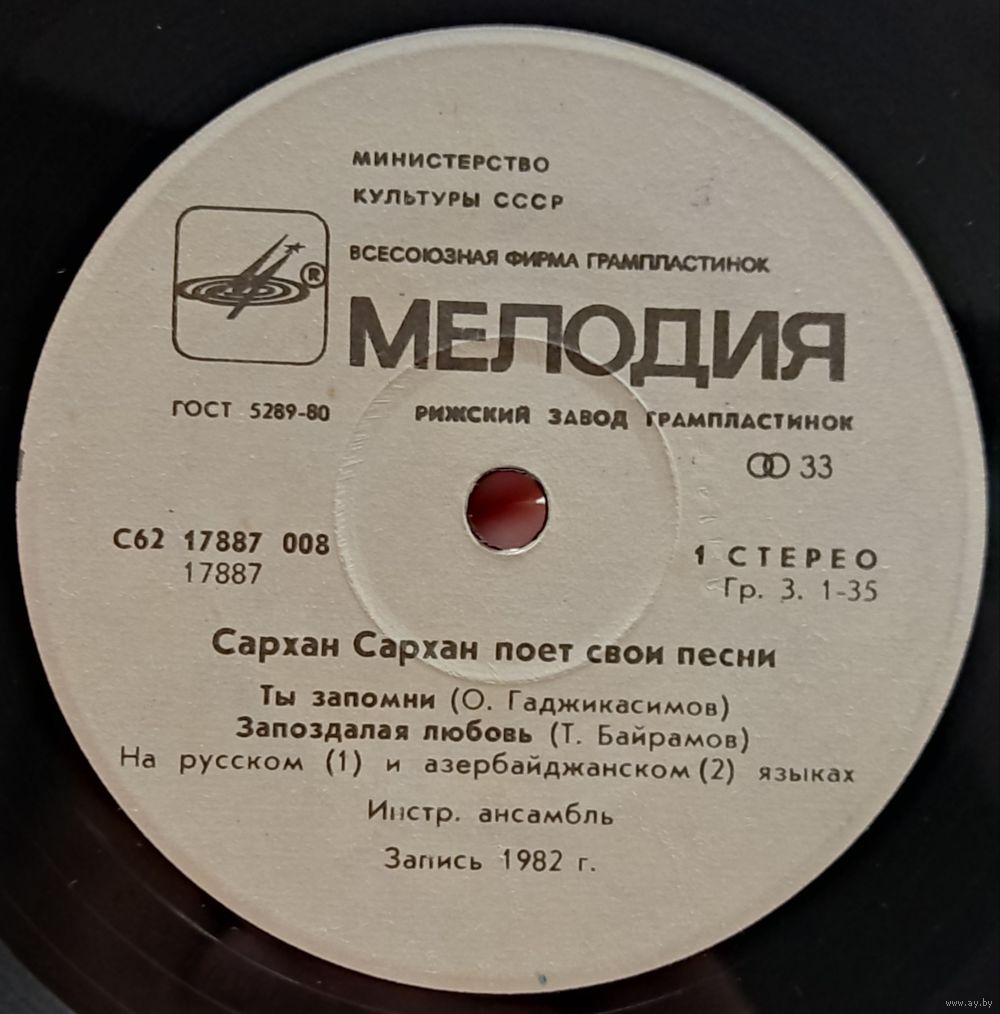 МИНИСТЕРСТВО
КУЛЬТУРЫ СССР
ВСЕСОЮЗНАЯ ФИРМА ГРАМПЛАСТИНОК
®
МЕЛОДИЯ
ГОСТ 5289-80
РИЖСКИЙ ЗАВОД ГРАМПЛАСТИНОК
33
С62 17887 008
17887
1 СТЕРЕО
Гр. 3. 1-35
Сархан Сархан поет свои песни
Ты запомни (О. Гаджикасимов)
Запоздалая любовь (Т. Байрамов)
На русском (1) и азербайджанском (2) языках
Инстр. ансамбль
Запись 1982 г.
www.ay.by